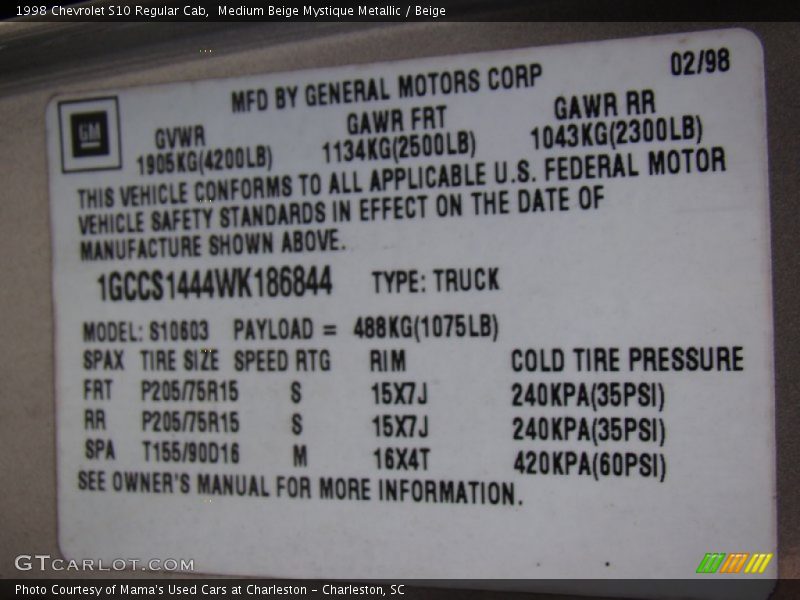 1998 Chevrolet S10 Regular Cab,  Medium Beige Mystique Metallic / Beige
02/98
MFD BY GENERAL MOTORS CORP
GM
GVWR GAWR FRT GAWR RR
1905KG(4200LB) 1134KG(2500LB) 1043KG(2300LB)
THIS VEHICLE CONFORMS TO ALL APPLICABLE U.S. FEDERAL MOTOR
VEHICLE SAFETY STANDARDS IN EFFECT ON THE DATE OF
MANUFACTURE SHOWN ABOVE.
1GCCS1444WK186844 TYPE: TRUCK
MODEL: S10603 PAYLOAD = 488KG(1075LB)
SPAX TIRE SIZE SPEED RTG RIM COLD TIRE PRESSURE
FRT P205/75R15 S 15X7J 240KPA(35PSI)
RR P205/75R15 S 15X7J 240KPA(35PSI)
SPA T155/90D16 M 16X4T 420KPA(60PSI)
SEE OWNER'S MANUAL FOR MORE INFORMATION.
GTCARLOT.COM
Photo Courtesy of Mama's Used Cars at Charleston – Charleston, SC